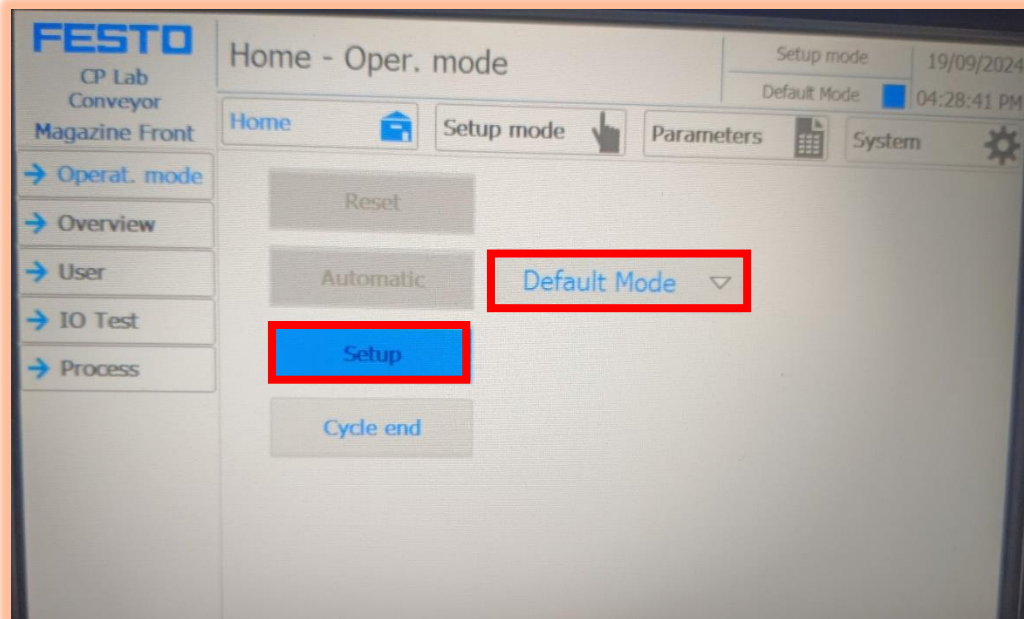 FESTO
CP Lab
Conveyor
Magazine Front
Home - Oper. mode
Setup mode
Default Mode
19/09/2024
04:28:41 PM
Home
Setup mode
Parameters
System
Operat. mode
Overview
User
IO Test
Process
Reset
Automatic
Default Mode
Setup
Cycle end